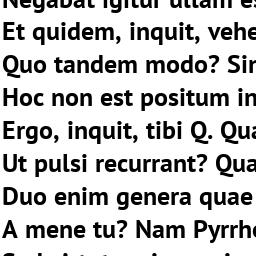 Negabat igitur ullam es
Et quidem, inquit, vehe
Quo tandem modo? Sin
Hoc non est positum in
Ergo, inquit, tibi Q. Qua
Ut pulsi recurrant? Qua
Duo enim genera quae
A mene tu? Nam Pyrrho